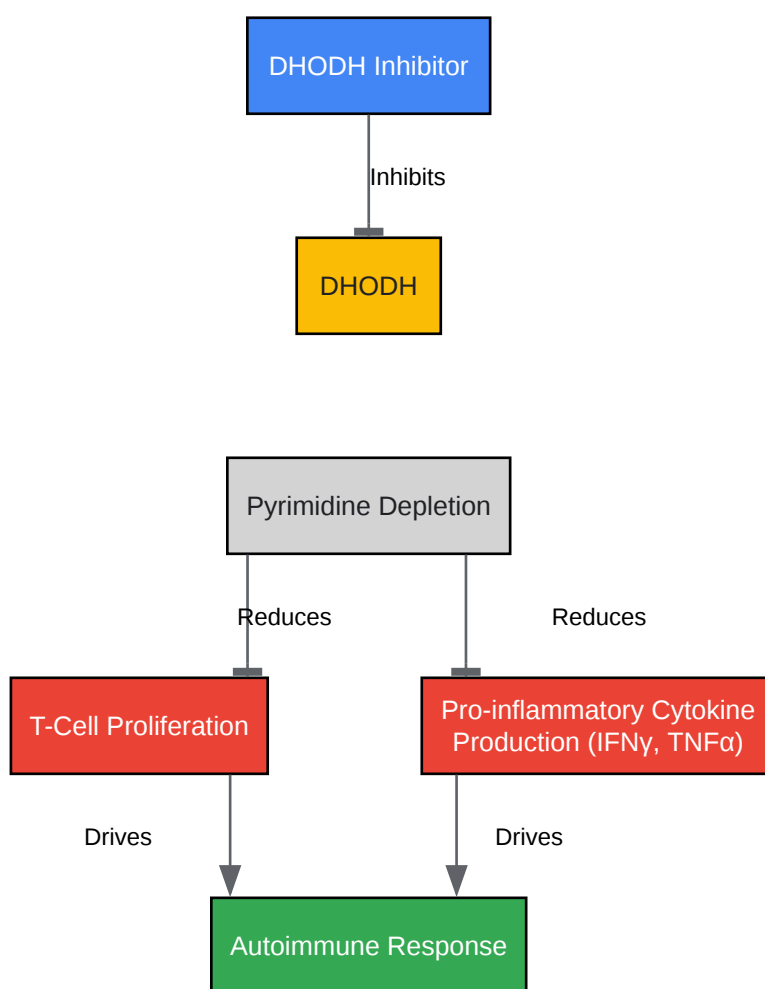 DHODH Inhibitor
Inhibits
DHODH
Pyrimidine Depletion
Reduces
Reduces
T-Cell Proliferation
Pro-inflammatory Cytokine
Production (IFNγ, TNFα)
Drives
Drives
Autoimmune Response